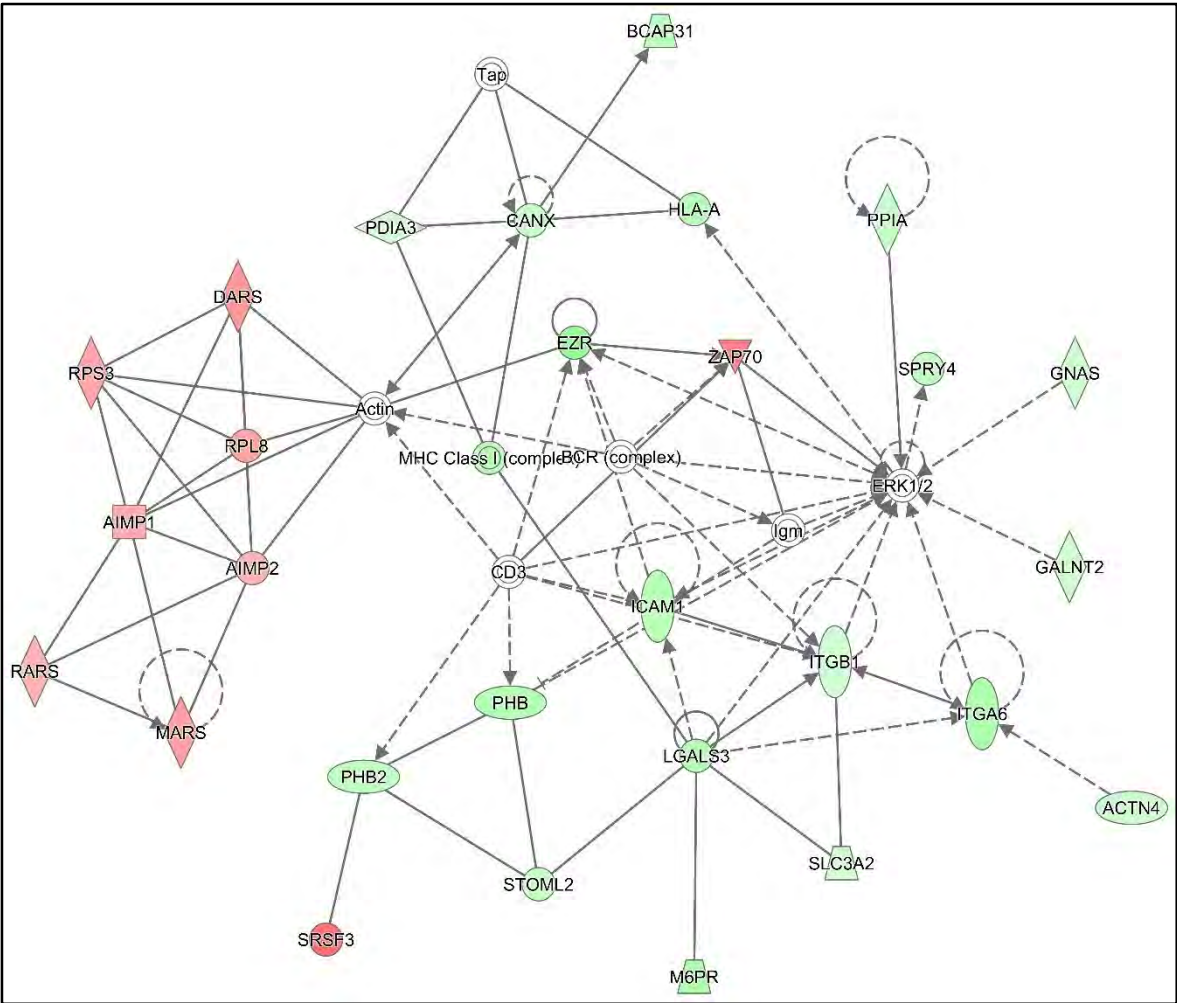 BCAP31
Tap
PDIA3
CANX
HLA-A
PPIA
DARS
RPS3
EZR
ZAP70
SPRY4
GNAS
Actin
RPL8
MHC Class I (complex)
BCR (complex)
ERK1/2
AIMP1
Igm
AIMP2
CD3
GALNT2
ICAM1
RARS
ITGB1
MARS
PHB
ITGA6
LGALS3
PHB2
ACTN4
SLC3A2
STOML2
SRSF3
M6PR